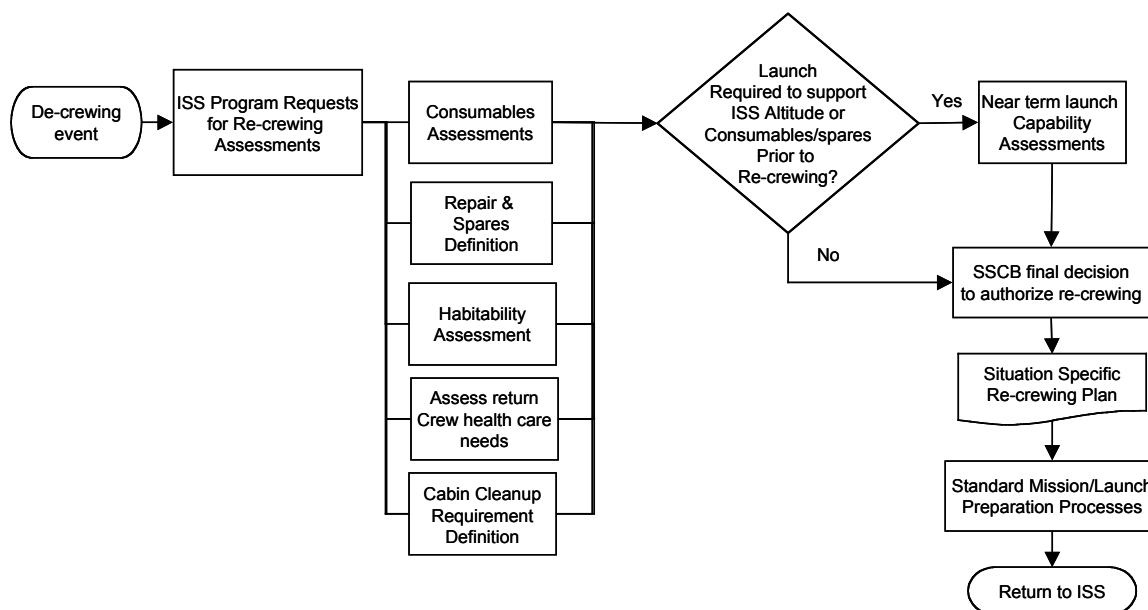 De-crewing
event
ISS Program Requests
for Re-crewing
Assessments
Consumables
Assessments
Repair &
Spares
Definition
Habitability
Assessment
Assess return
Crew health care
needs
Cabin Cleanup
Requirement
Definition
Launch
Required to support
ISS Altitude or
Consumables/spares
Prior to
Re-crewing?
Yes
No
Near term launch
Capability
Assessments
SSCB final decision
to authorize re-crewing
Situation Specific
Re-crewing Plan
Standard Mission/Launch
Preparation Processes
Return to ISS